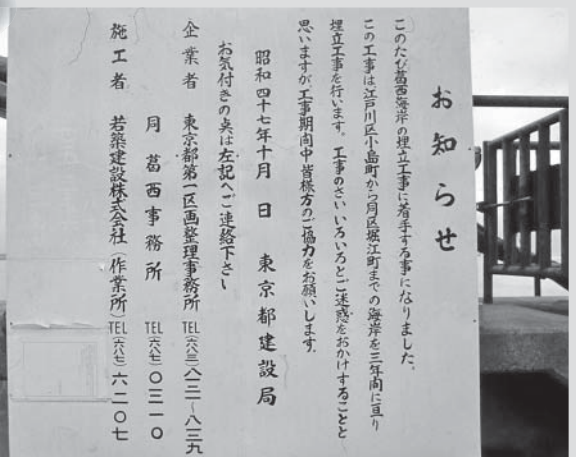 お知らせ
このたび葛西海岸の埋立工事に着手する事になりました。
この工事は江戸川区小島町から同区堀江町までの海岸を三年間に亘り
埋立工事を行います。工事のさいいろいろとご迷惑をおかけすることと
思いますが、工事期間中皆様方のご協力をお願いします。
昭和四十七年十月　日　東京都建設局
お気付きの点は左記へご連絡下さい
企業者　東京都第一区画整理事務所　TEL(六八三)八三一〜八三九
同　葛西事務所　TEL(六八七)〇三一〇
施工者　若築建設株式会社(作業所)TEL(六八七)六二〇七